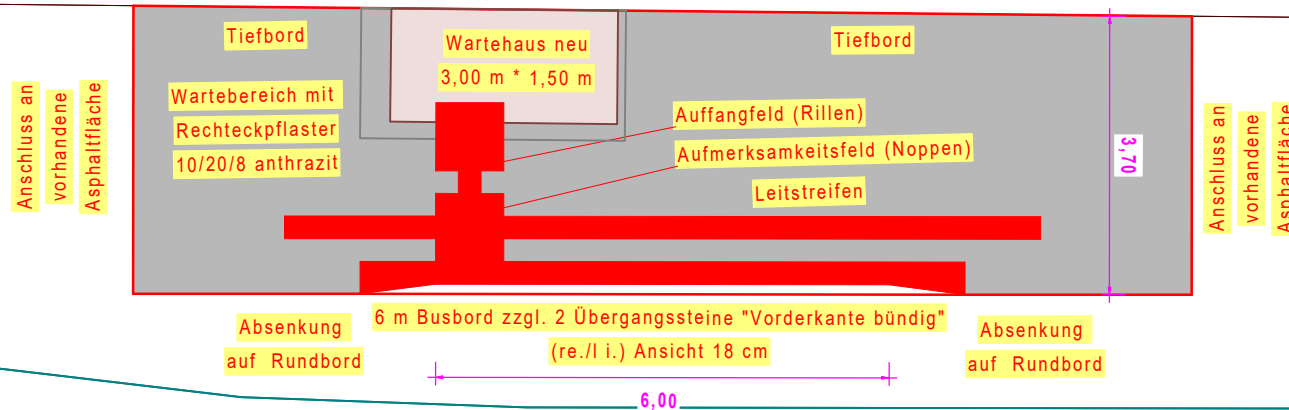 Tiefbord
Wartehaus neu
3,00 m * 1,50 m
Tiefbord
Anschluss an
vorhandene
Asphaltfläche
Wartebereich mit
Rechteckpflaster
10/20/8 anthrazit
Auffangfeld (Rillen)
Aufmerksamkeitsfeld (Noppen)
Leitstreifen
3,70
Anschluss an
vorhandene
Asphaltfläche
Absenkung
auf Rundbord
6 m Busbord zzgl. 2 Übergangssteine "Vorderkante bündig"
(re./l i.) Ansicht 18 cm
Absenkung
auf Rundbord
6,00